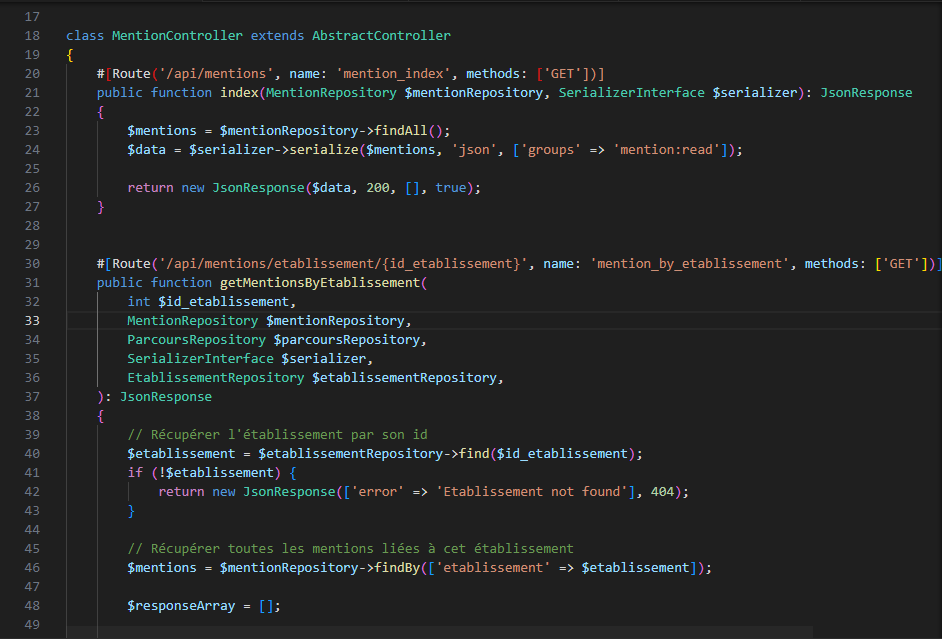 17
18 class MentionController extends AbstractController
19 {
20 #[Route('/api/mentions', name: 'mention_index', methods: ['GET'])]
21 public function index(MentionRepository $mentionRepository, SerializerInterface $serializer): JsonResponse
22 {
23 $mentions = $mentionRepository->findAll();
24 $data = $serializer->serialize($mentions, 'json', ['groups' => 'mention:read']);
25
26 return new JsonResponse($data, 200, [], true);
27 }
28
29
30 #[Route('/api/mentions/etablissement/{id_etablissement}', name: 'mention_by_etablissement', methods: ['GET'])]
31 public function getMentionsByEtablissement(
32 int $id_etablissement,
33 MentionRepository $mentionRepository,
34 ParcoursRepository $parcoursRepository,
35 SerializerInterface $serializer,
36 EtablissementRepository $etablissementRepository,
37 ): JsonResponse
38 {
39 // Récupérer l'établissement par son id
40 $etablissement = $etablissementRepository->find($id_etablissement);
41 if (!$etablissement) {
42 return new JsonResponse(['error' => 'Etablissement not found'], 404);
43 }
44
45 // Récupérer toutes les mentions liées à cet établissement
46 $mentions = $mentionRepository->findBy(['etablissement' => $etablissement]);
47
48 $responseArray = [];
49